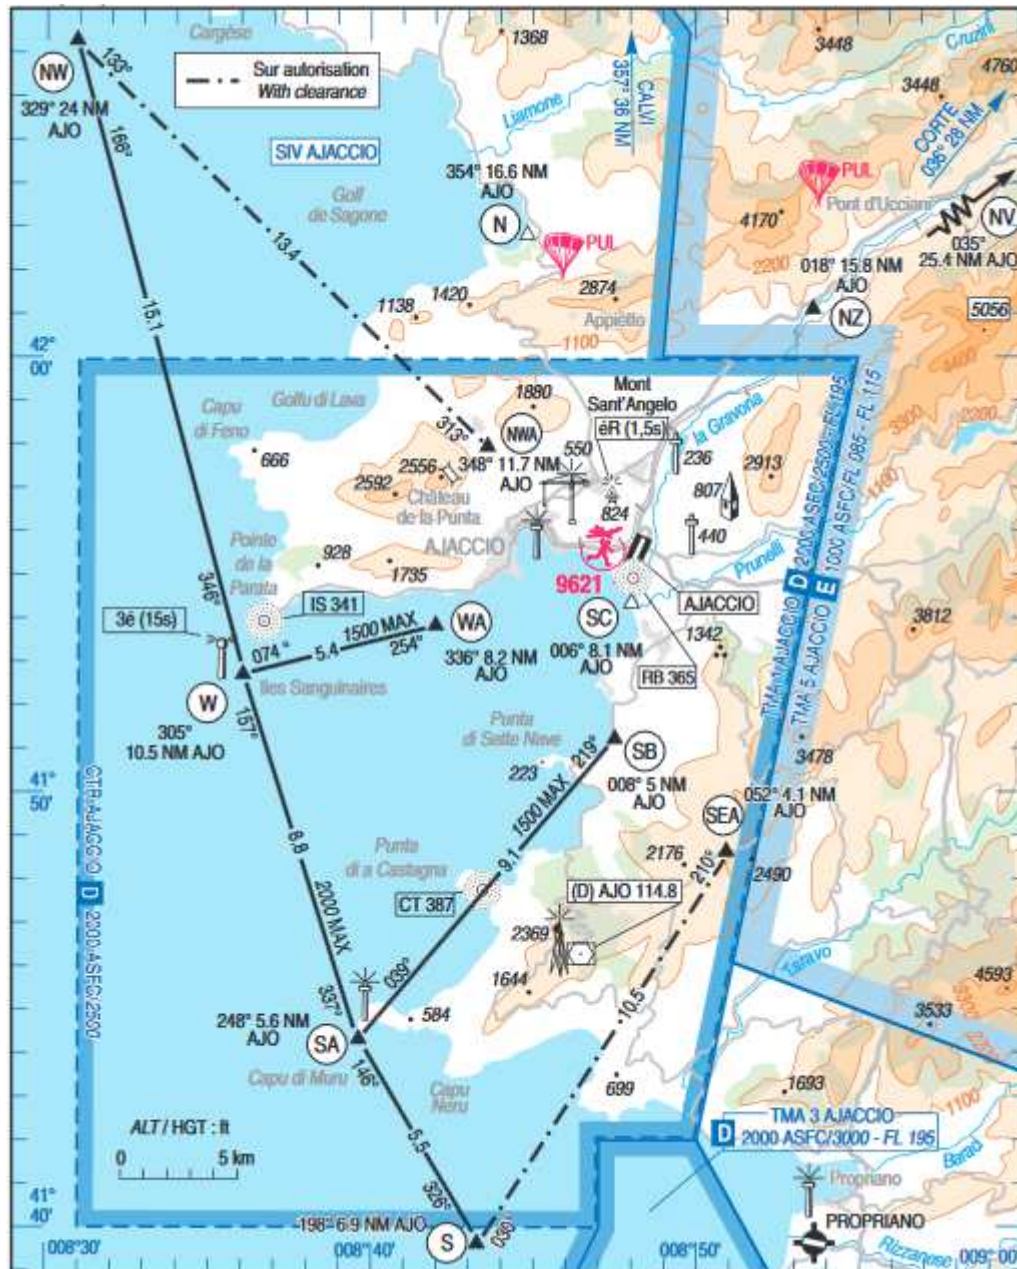 Cargèse
1368
3448
Cruzini
4760
NW
133°
Sur autorisation
With clearance
357° 36 NM
CALVI
3448
CORTE
036° 28 NM
329° 24 NM
AJO
166°
Liamone
SIV AJACCIO
354° 16.6 NM
AJO
PUL
Pont d'Ucciani
Golf
de Sagone
N
PUL
4170
NV
035°
25.4 NM AJO
2200
018° 15.8 NM
AJO
13.4
15.1
1138
1420
2874
Appietto
1100
NZ
5056
3400
42°
00'
3300
2200
Golfu di Lava
1880
Mont
Sant'Angelo
Capu
di Feno
313°
NWA
éR (1,5s)
la Gravona
666
2556
348° 11.7 NM
AJO
550
236
2913
2592
Château
de la Punta
807
1100
824
440
AJACCIO
Pointe
de la
Parata
928
1735
9621
Prunelli
TMA 1 AJACCIO D 2000 ASFC/2500 - FL 195
TMA 5 AJACCIO E 1000 ASFC/FL 085 - FL 115
346°
IS 341
AJACCIO
3812
3é (15s)
1500 MAX
WA
SC
074°
5.4
254°
336° 8.2 NM
AJO
006° 8.1 NM
AJO
1342
RB 365
W
Iles Sanguinaires
305°
10.5 NM AJO
157°
Punta
di Sette Nave
219°
SB
3478
223
008° 5 NM
AJO
052° 4.1 NM
AJO
41°
50'
1500 MAX
SEA
CTR AJACCIO D 2000 ASFC/2500
8.8
9.1
Punta
di a Castagna
2176
210°
2490
2000 MAX
CT 387
(D) AJO 114.8
2369
Taravo
1644
4593
039°
10.5
3300
3533
337°
584
248° 5.6 NM
AJO
SA
Capu di Muru
146°
Capu
Neru
699
1693
1100
TMA 3 AJACCIO
D 2000 ASFC/3000 - FL 195
ALT / HGT : ft
0 5 km
5.5
Baraci
Propriano
326°
41°
40'
198° 6.9 NM AJO
S
030°
PROPRIANO
Rizzanese
008° 30'
008° 40'
008° 50'
009° 00'